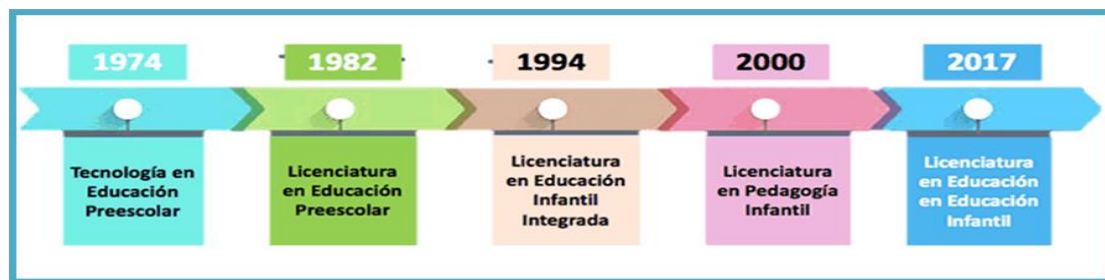 1974
1982
1994
2000
2017
Tecnología en
Educación
Preescolar
Licenciatura
en Educación
Preescolar
Licenciatura
en Educación
Infantil
Integrada
Licenciatura
en Pedagogía
Infantil
Licenciatura
en Educación
en Educación
Infantil